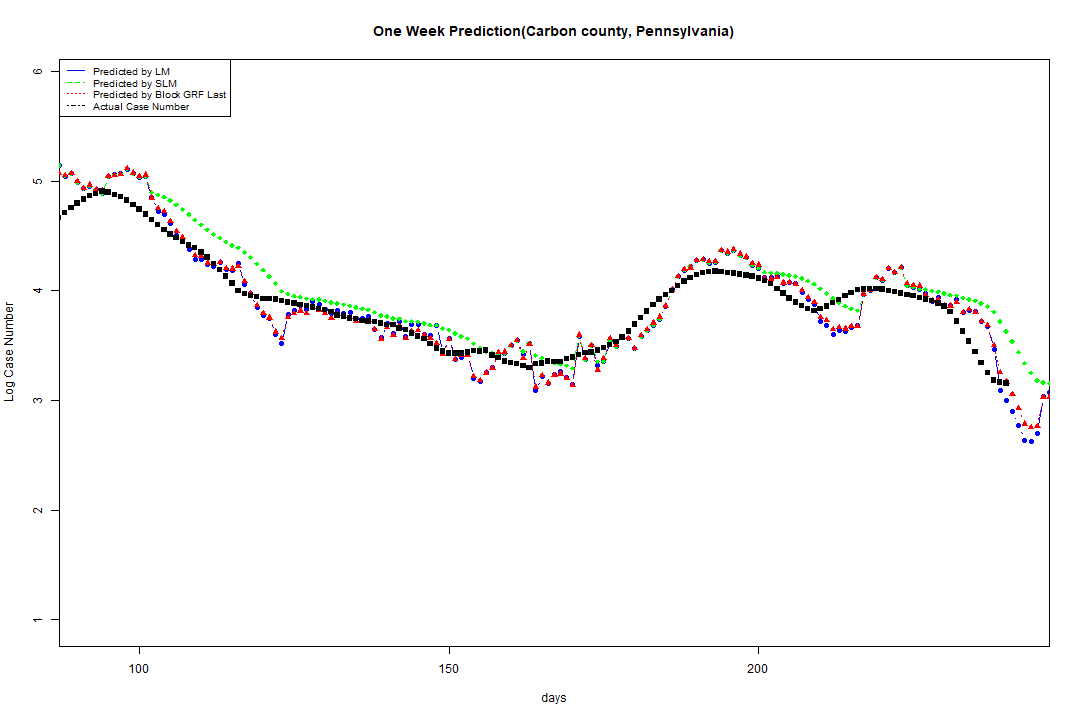 One Week Prediction(Carbon county, Pennsylvania)
Predicted by LM
Predicted by SLM
Predicted by Block GRF Last
Actual Case Number
6
5
4
3
2
1
Log Case Number
100 150 200
days